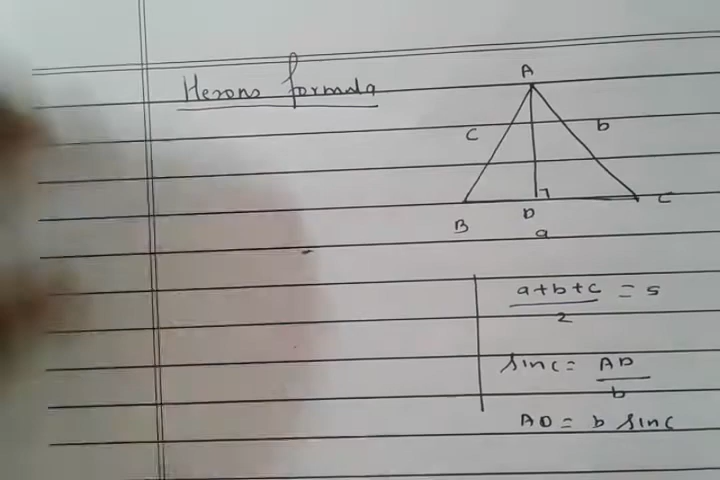 Herons formula
A
c b
B D C
a
a+b+c = s
2
sinc = AD
b
AD = b sinc